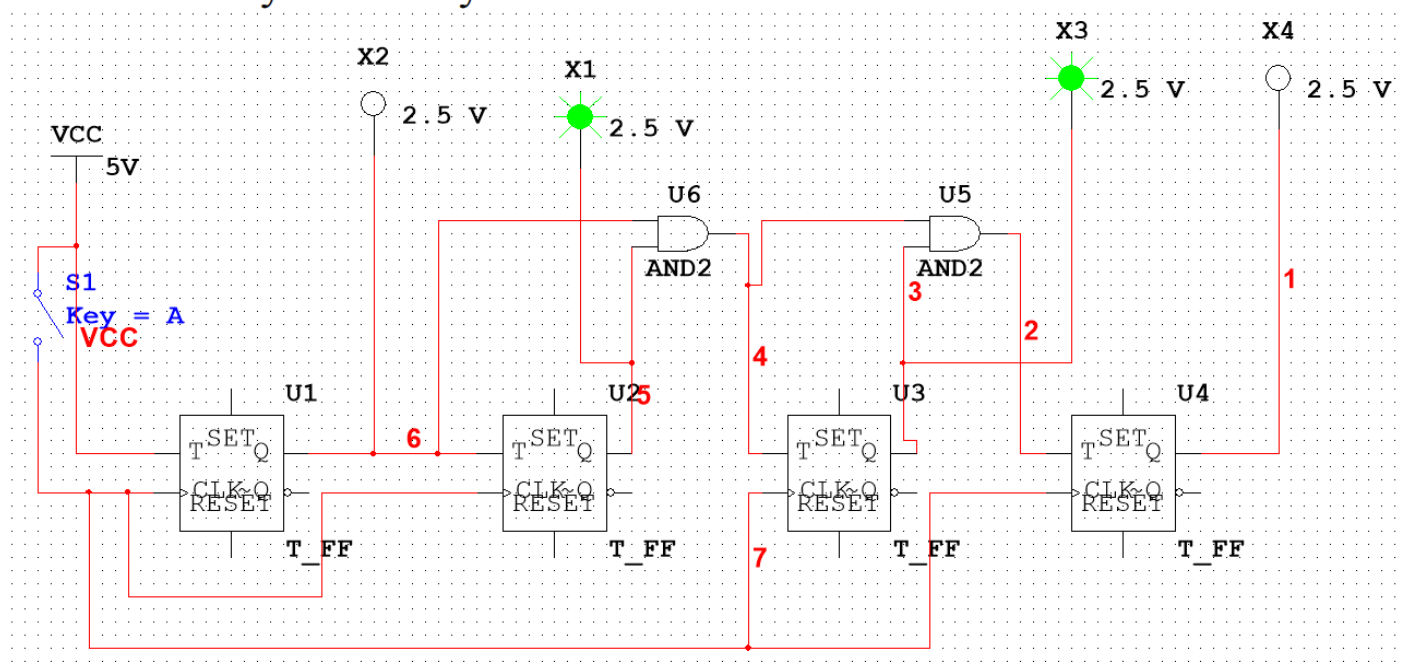 X3
X4
X2
X1
2.5 V
2.5 V
2.5 V
2.5 V
VCC
5V
U6
U5
AND2
AND2
S1
Key = A
VCC
3
1
2
4
5
6
7
U1
U2
U3
U4
T SET Q
CLK ~Q
RESET
T_FF
T SET Q
CLK ~Q
RESET
T_FF
T SET Q
CLK ~Q
RESET
T_FF
T SET Q
CLK ~Q
RESET
T_FF